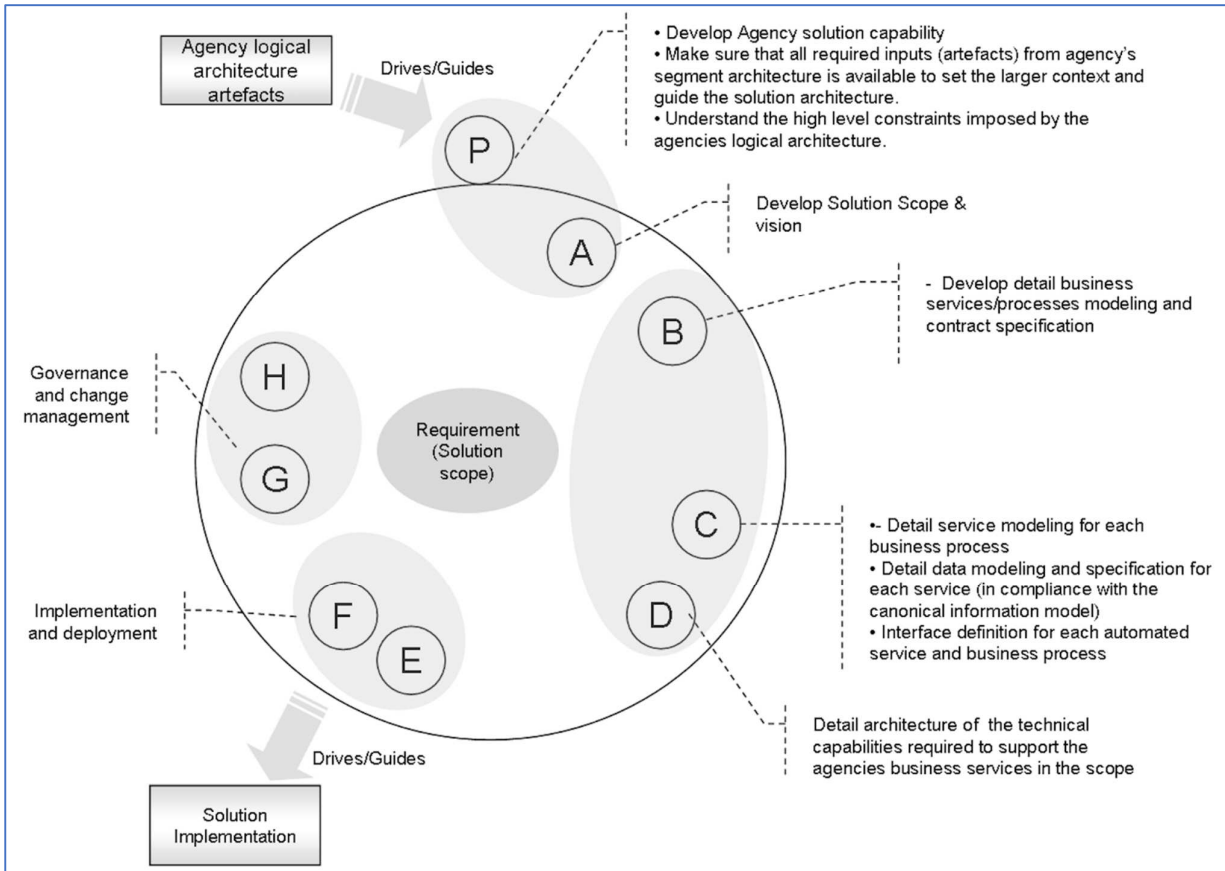 Agency logical
architecture
artefacts
Drives/Guides
• Develop Agency solution capability
• Make sure that all required inputs (artefacts) from agency's
segment architecture is available to set the larger context and
guide the solution architecture.
• Understand the high level constraints imposed by the
agencies logical architecture.
P
A
Develop Solution Scope &
vision
B
- Develop detail business
services/processes modeling and
contract specification
H
Governance
and change
management
G
Requirement
(Solution
scope)
C
•- Detail service modeling for each
business process
• Detail data modeling and specification for
each service (in compliance with the
canonical information model)
• Interface definition for each automated
service and business process
D
Implementation
and deployment
F
E
Detail architecture of the technical
capabilities required to support the
agencies business services in the scope
Drives/Guides
Solution
Implementation